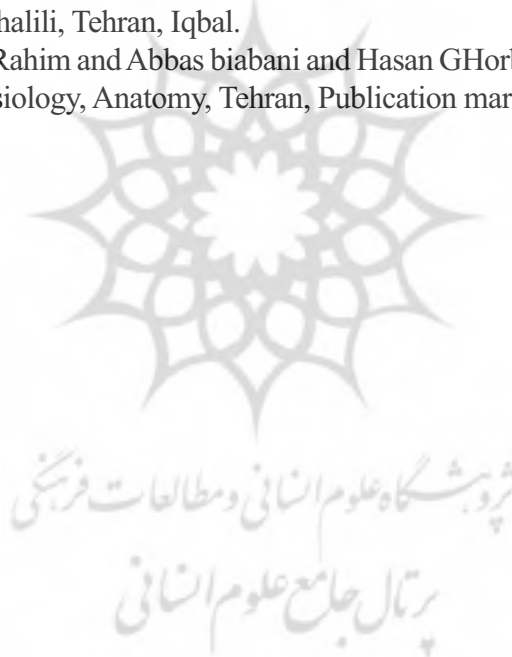 halili, Tehran, Iqbal.
Rahim and Abbas biabani and Hasan GHorb
siology, Anatomy, Tehran, Publication mar
پژوهشگاه علوم انسانی و مطالعات فرهنگی
پرتال جامع علوم انسانی